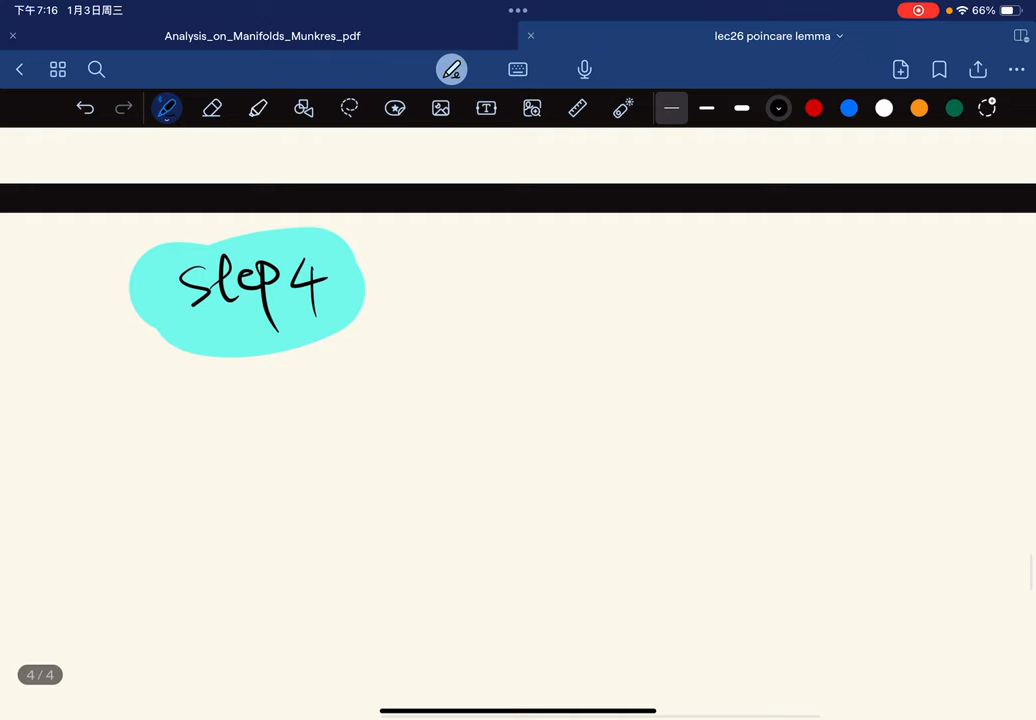 下午7:16 1月3日周三
66%
Analysis_on_Manifolds_Munkres_pdf
lec26 poincare lemma
step 4
4 / 4